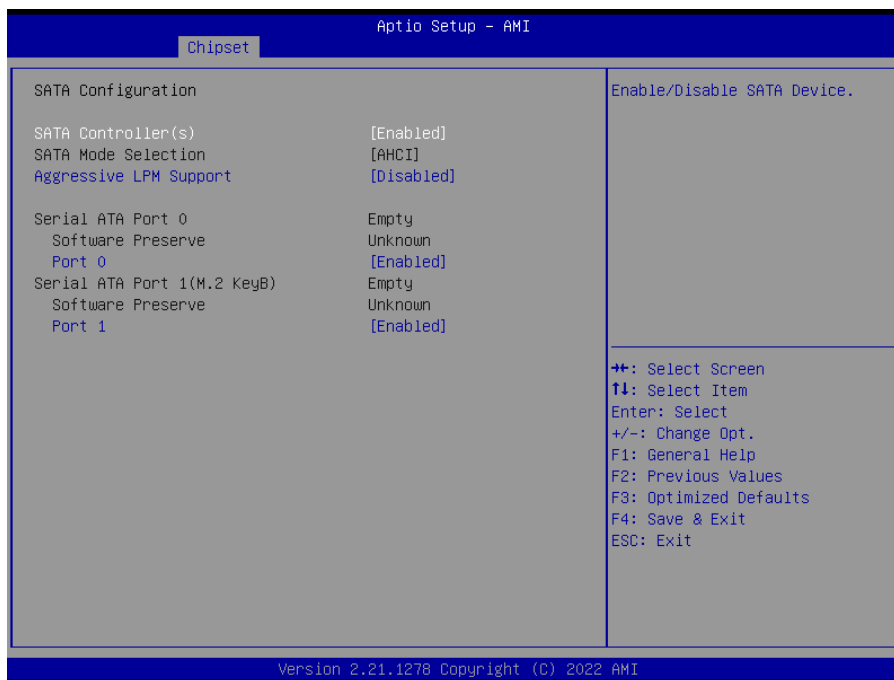 Aptio Setup – AMI
Chipset
SATA Configuration
SATA Controller(s) [Enabled]
SATA Mode Selection [AHCI]
Aggressive LPM Support [Disabled]
Serial ATA Port 0 Empty
Software Preserve Unknown
Port 0 [Enabled]
Serial ATA Port 1(M.2 KeyB) Empty
Software Preserve Unknown
Port 1 [Enabled]
Enable/Disable SATA Device.
→←: Select Screen
↑↓: Select Item
Enter: Select
+/-: Change Opt.
F1: General Help
F2: Previous Values
F3: Optimized Defaults
F4: Save & Exit
ESC: Exit
Version 2.21.1278 Copyright (C) 2022 AMI